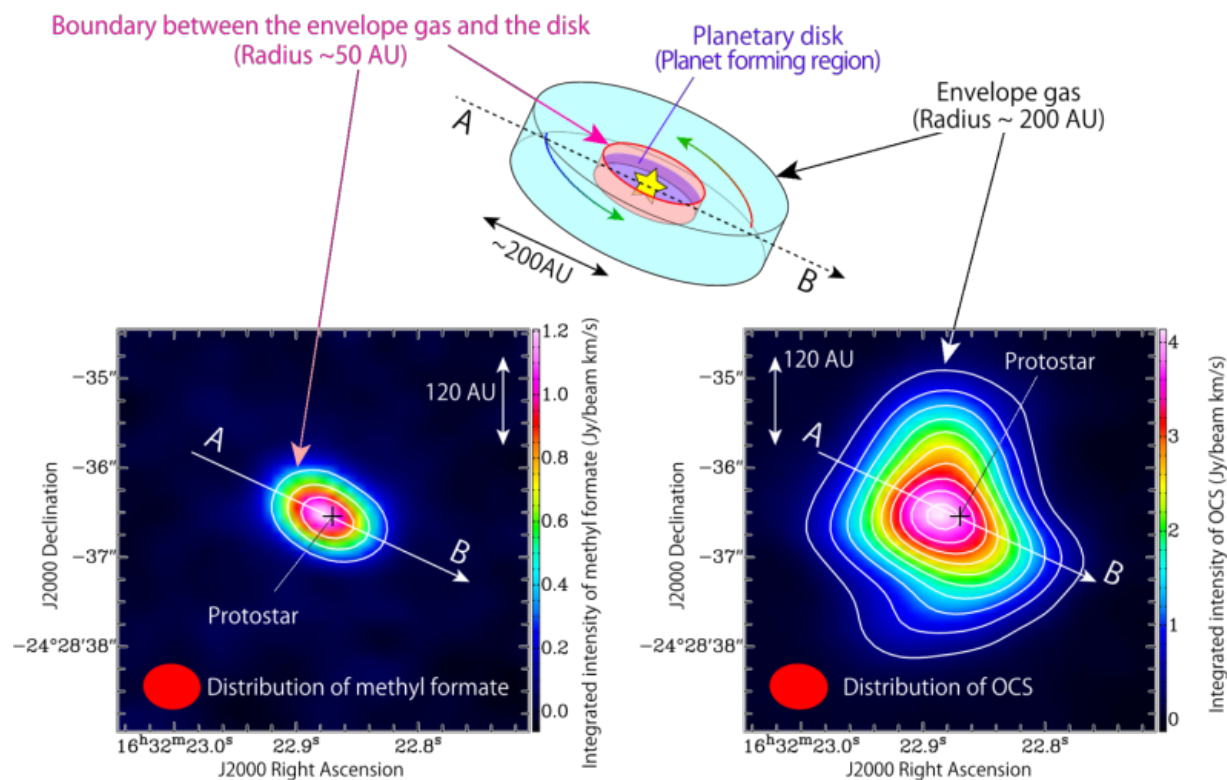 Boundary between the envelope gas and the disk
(Radius ~50 AU)
Planetary disk
(Planet forming region)
Envelope gas
(Radius ~ 200 AU)
A
B
~200AU
−35″
−36″
−37″
−24°28′38″
J2000 Declination
120 AU
A
B
Protostar
Distribution of methyl formate
16ʰ32ᵐ23.0ˢ
22.9ˢ
22.8ˢ
J2000 Right Ascension
1.2
1.0
0.8
0.6
0.4
0.2
0.0
Integrated intensity of methyl formate (Jy/beam km/s)
−35″
−36″
−37″
−24°28′38″
J2000 Declination
120 AU
Protostar
A
B
Distribution of OCS
16ʰ32ᵐ23.0ˢ
22.9ˢ
22.8ˢ
J2000 Right Ascension
4
3
2
1
0
Integrated intensity of OCS (Jy/beam km/s)